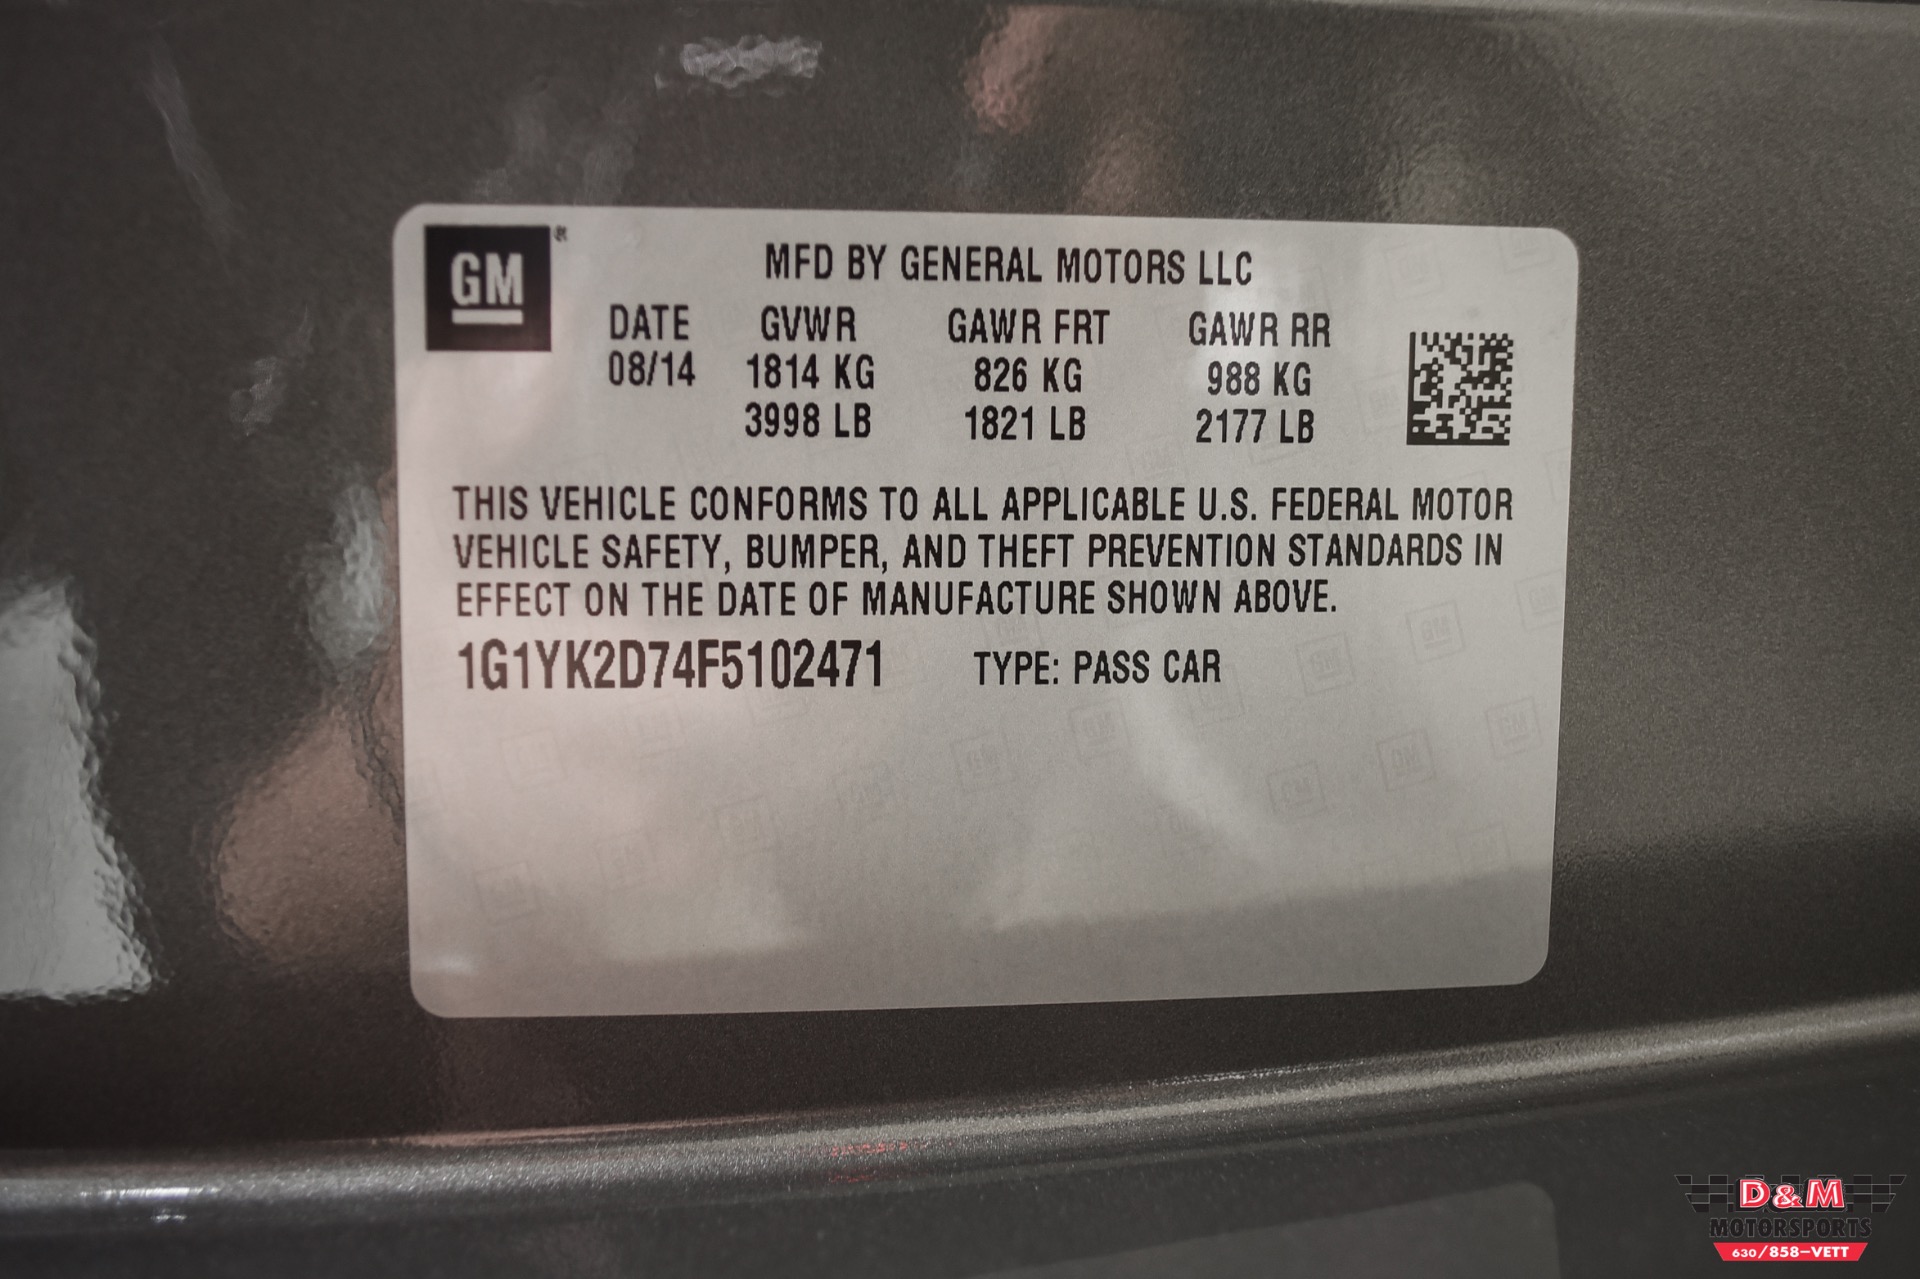 GM®
MFD BY GENERAL MOTORS LLC
DATE GVWR GAWR FRT GAWR RR
08/14 1814 KG 826 KG 988 KG
3998 LB 1821 LB 2177 LB
THIS VEHICLE CONFORMS TO ALL APPLICABLE U.S. FEDERAL MOTOR
VEHICLE SAFETY, BUMPER, AND THEFT PREVENTION STANDARDS IN
EFFECT ON THE DATE OF MANUFACTURE SHOWN ABOVE.
1G1YK2D74F5102471 TYPE: PASS CAR
D&M
MOTORSPORTS
630/858-VETT